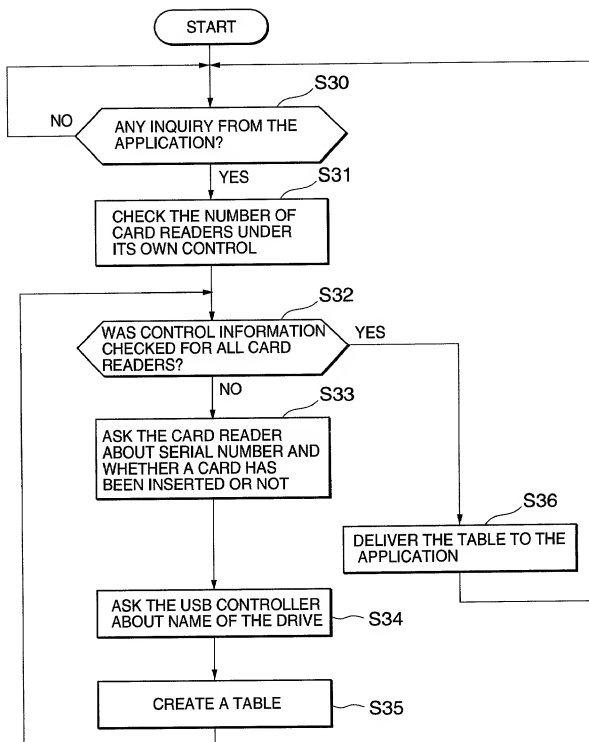 START
S30
NO
ANY INQUIRY FROM THE
APPLICATION?
YES
S31
CHECK THE NUMBER OF
CARD READERS UNDER
ITS OWN CONTROL
S32
WAS CONTROL INFORMATION
CHECKED FOR ALL CARD
READERS?
YES
NO
S33
ASK THE CARD READER
ABOUT SERIAL NUMBER AND
WHETHER A CARD HAS
BEEN INSERTED OR NOT
S36
DELIVER THE TABLE TO THE
APPLICATION
ASK THE USB CONTROLLER
ABOUT NAME OF THE DRIVE
S34
CREATE A TABLE
S35